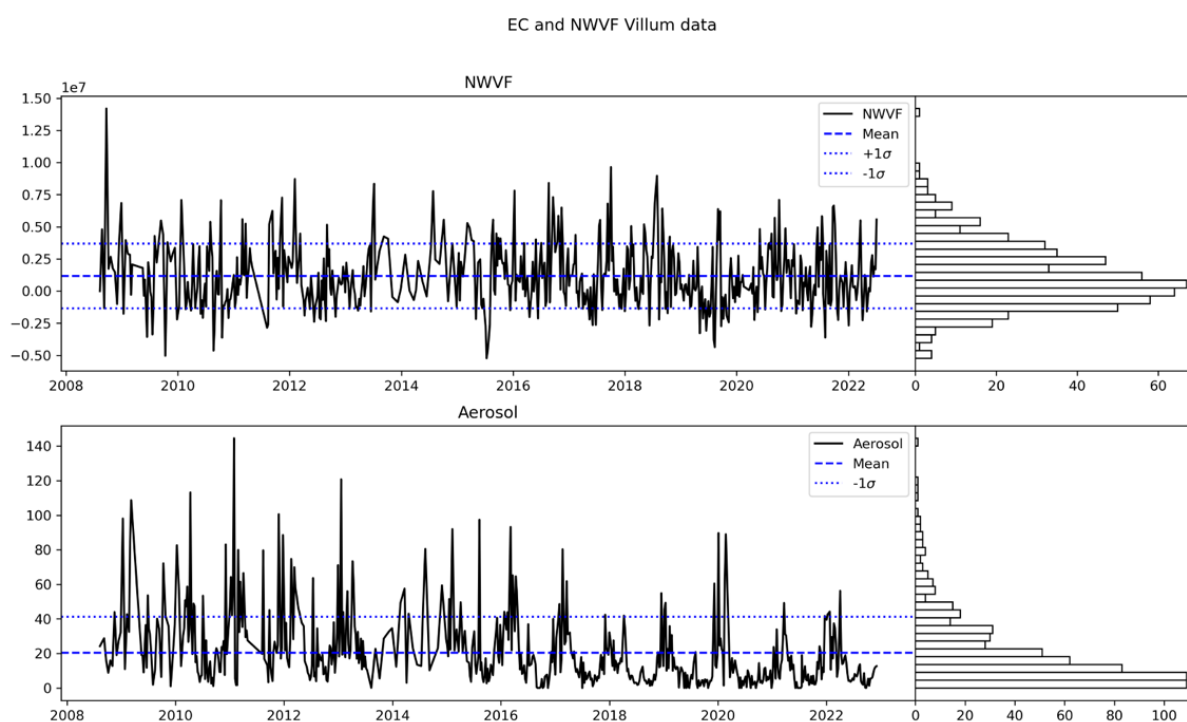 EC and NWVF Villum data
NWVF
1e7
1.50
1.25
1.00
0.75
0.50
0.25
0.00
−0.25
−0.50
NWVF
Mean
+1σ
-1σ
2008 2010 2012 2014 2016 2018 2020 2022
0 20 40 60
Aerosol
140
120
100
80
60
40
20
0
Aerosol
Mean
-1σ
2008 2010 2012 2014 2016 2018 2020 2022
0 20 40 60 80 100